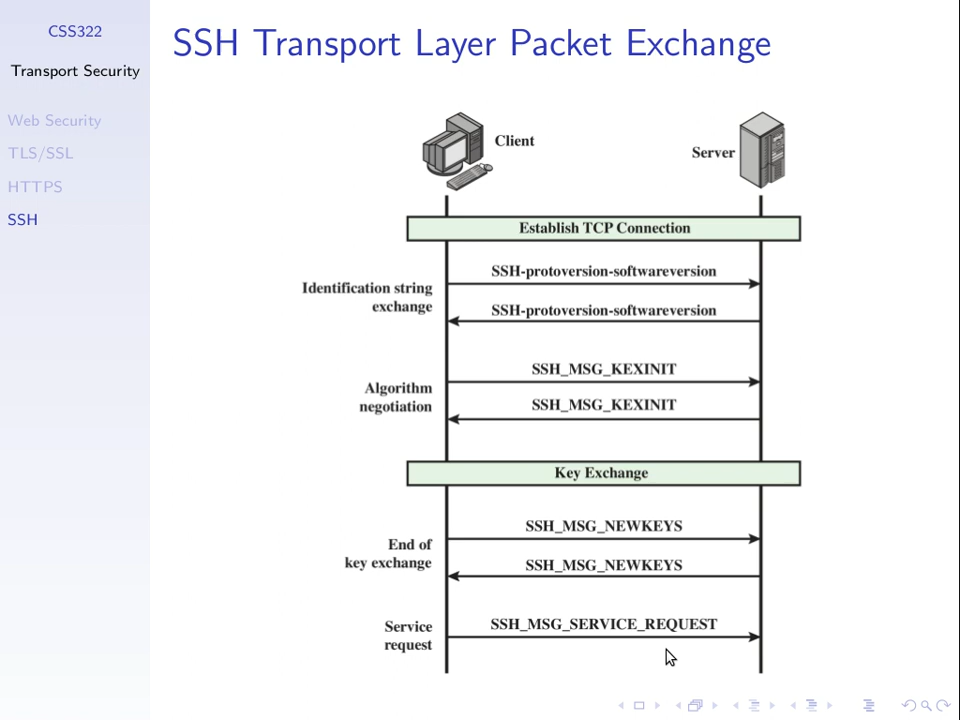 CSS322
Transport Security
Web Security
TLS/SSL
HTTPS
SSH
SSH Transport Layer Packet Exchange
Client
Server
Establish TCP Connection
Identification string
exchange
SSH-protoversion-softwareversion
SSH-protoversion-softwareversion
Algorithm
negotiation
SSH_MSG_KEXINIT
SSH_MSG_KEXINIT
Key Exchange
End of
key exchange
SSH_MSG_NEWKEYS
SSH_MSG_NEWKEYS
Service
request
SSH_MSG_SERVICE_REQUEST